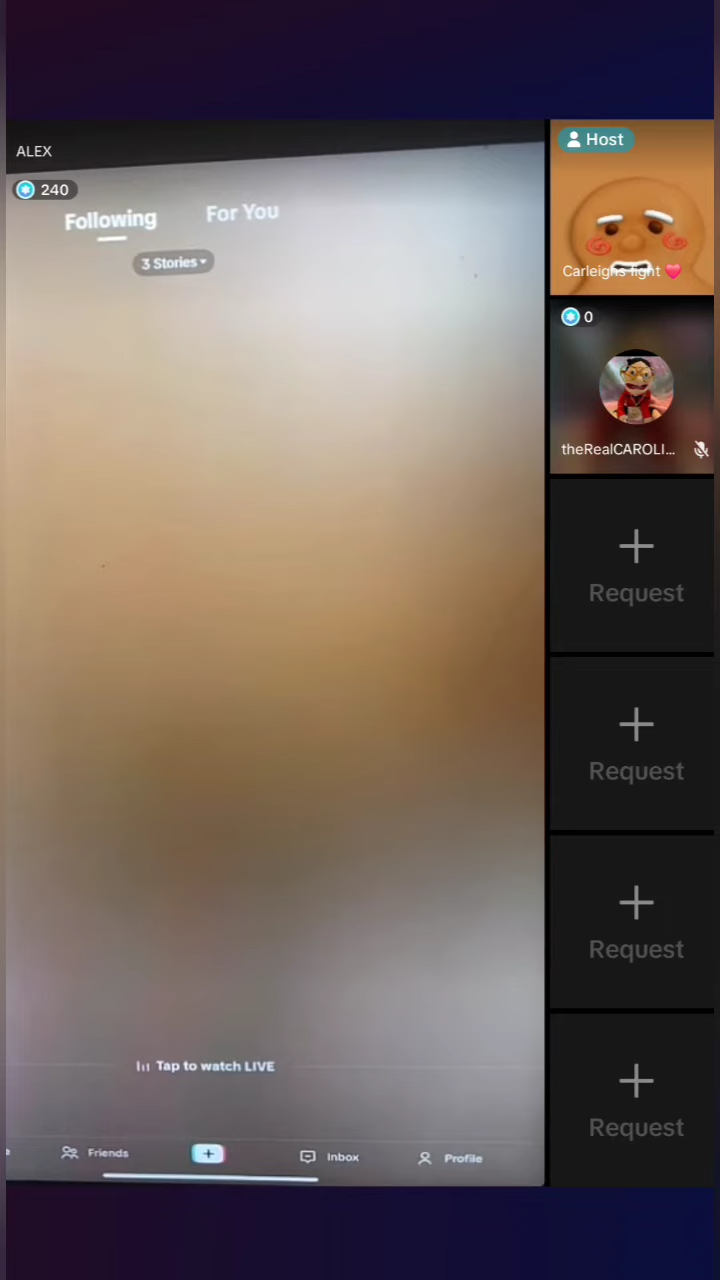 ALEX
240
Following For You
3 Stories
Tap to watch LIVE
Friends
Inbox
Profile
Host
Carleighs fight
0
theRealCAROLI...
Request
Request
Request
Request